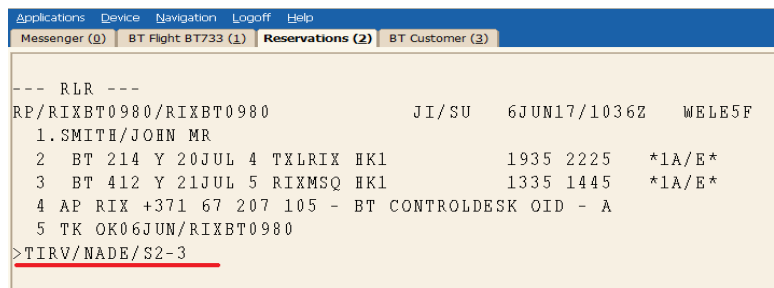 Applications Device Navigation Logoff Help
Messenger (0) BT Flight BT733 (1) Reservations (2) BT Customer (3)
--- RLR ---
RP/RIXBT0980/RIXBT0980 JI/SU 6JUN17/1036Z WELE5F
1.SMITH/JOHN MR
2 BT 214 Y 20JUL 4 TXLRIX HK1 1935 2225 *1A/E*
3 BT 412 Y 21JUL 5 RIXMSQ HK1 1335 1445 *1A/E*
4 AP RIX +371 67 207 105 - BT CONTROLDESK OID - A
5 TK OK06JUN/RIXBT0980
>TIRV/NADE/S2-3